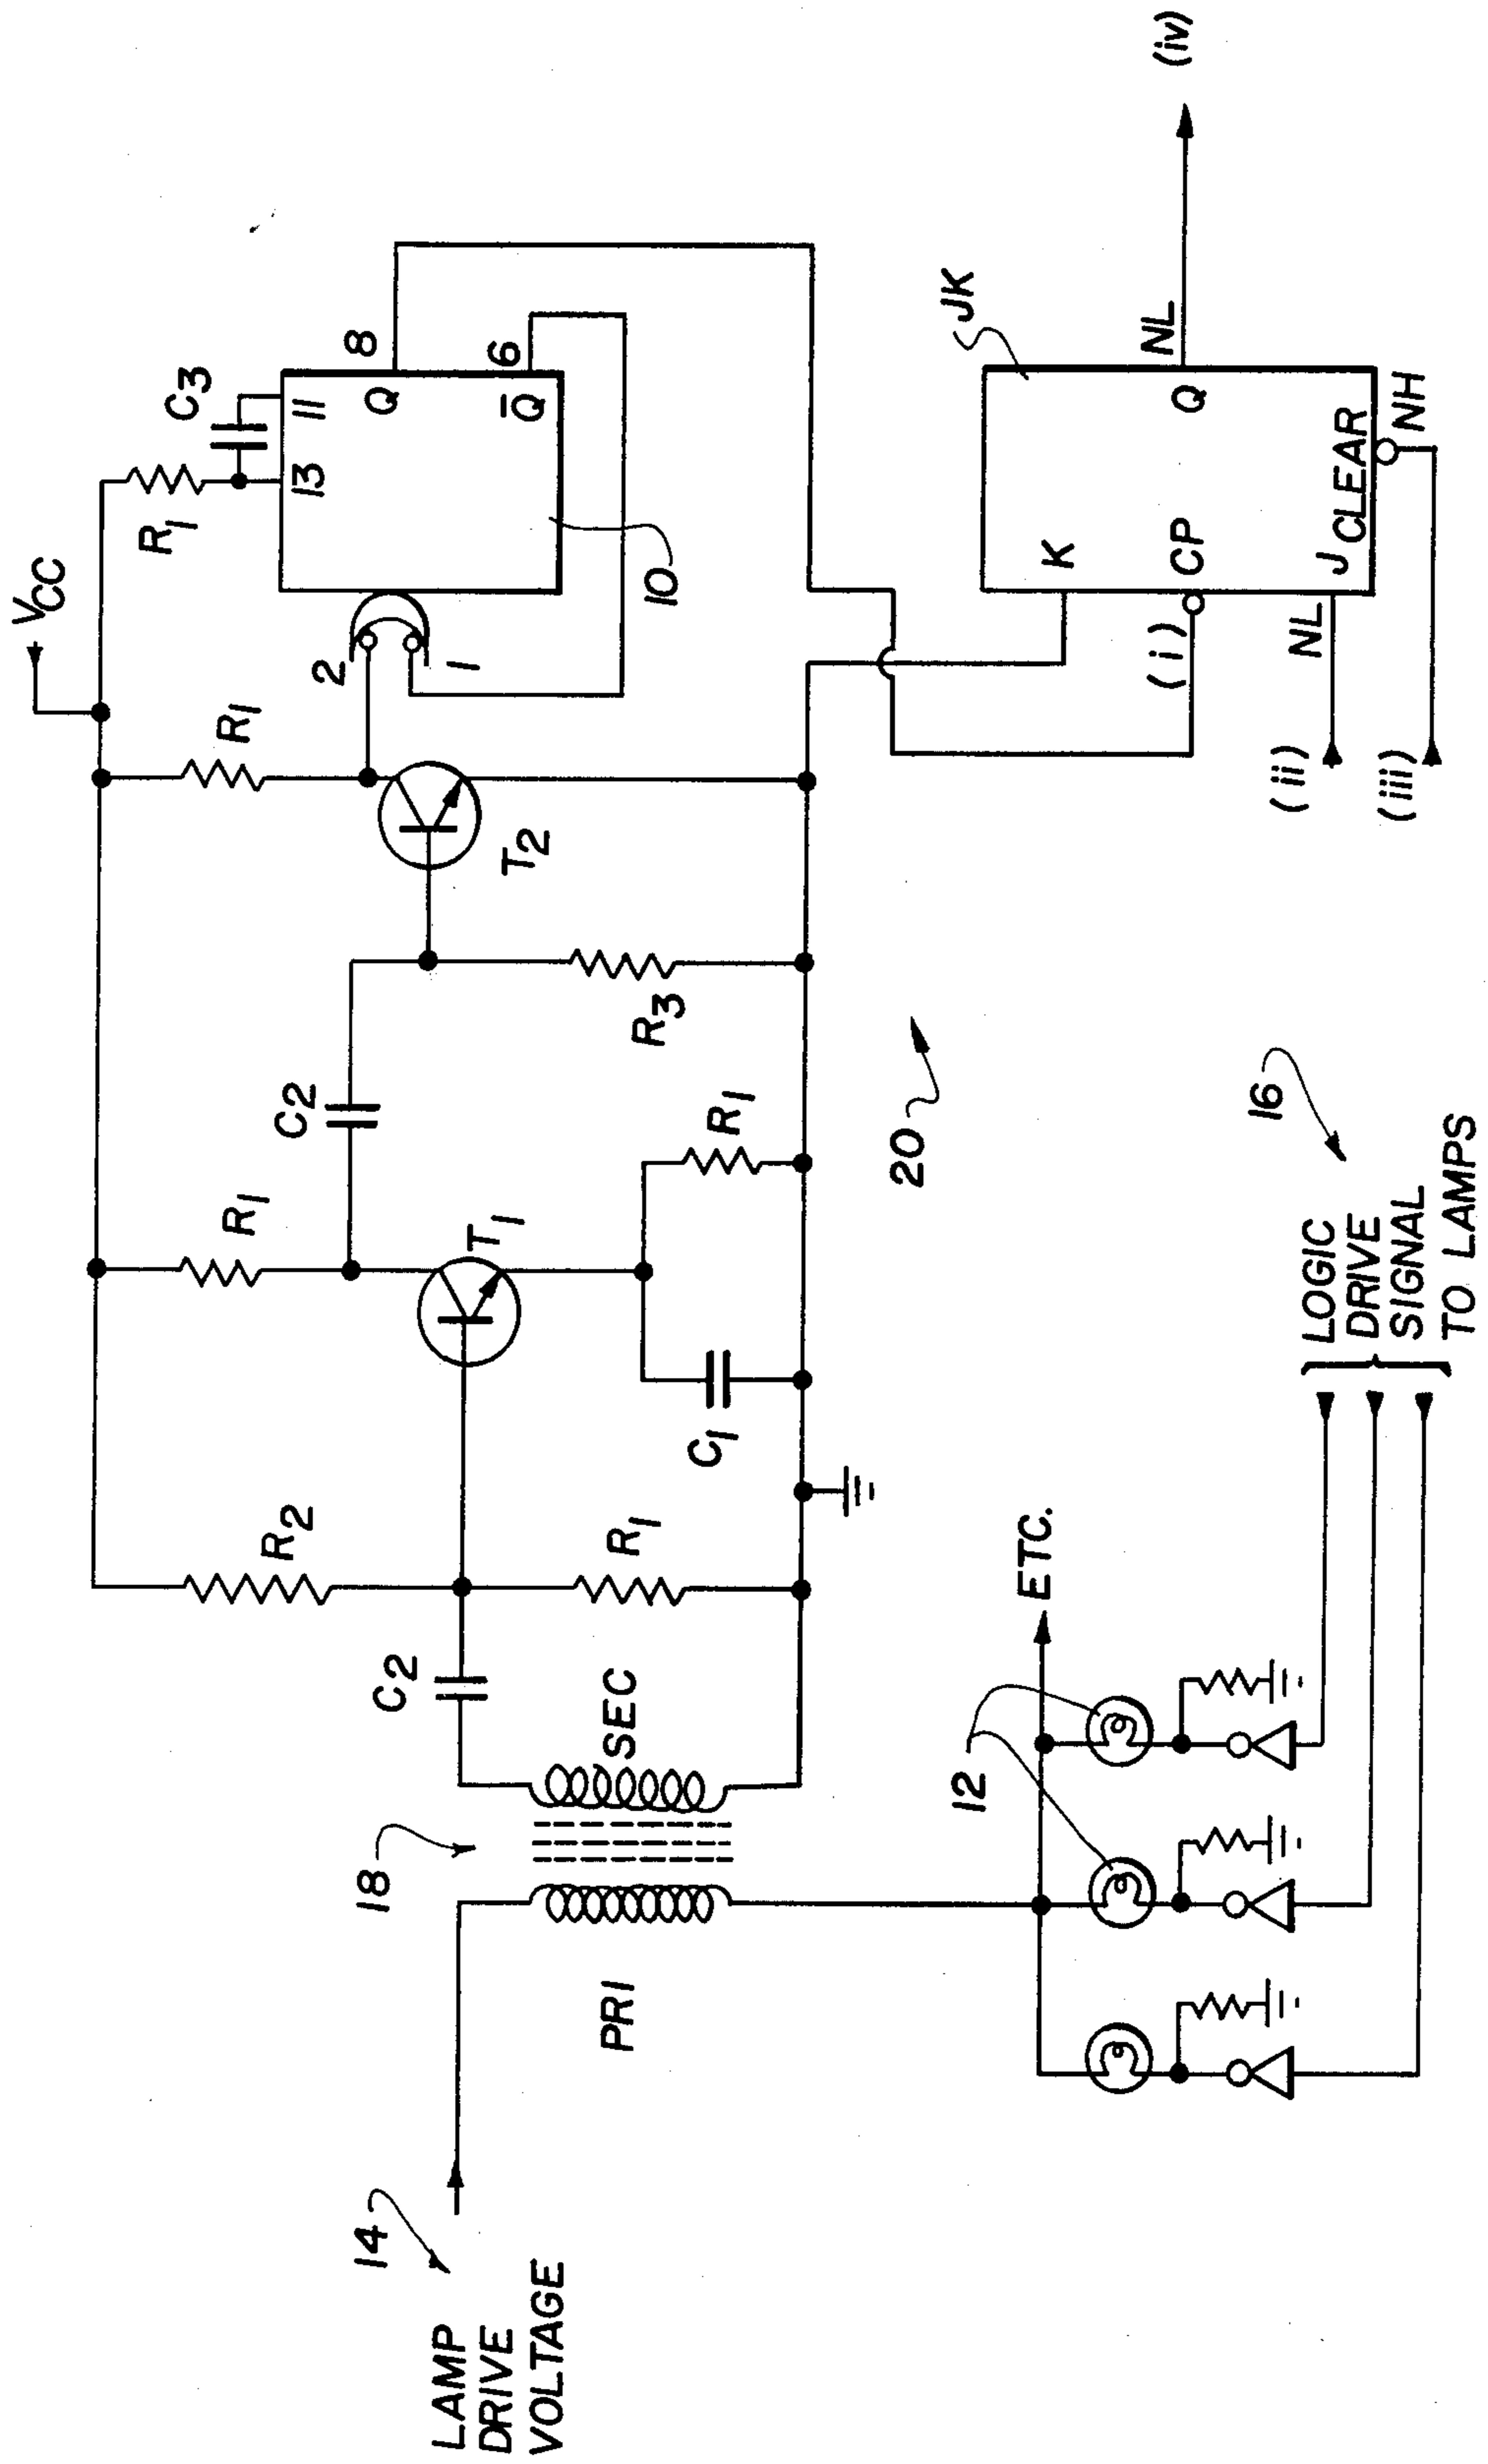 VCC
R1
C3
13
11
8
Q
6
Q̅
10
2
1
R1
T2
C2
R3
R1
T1
R1
C1
R2
R1
C2
SEC
18
PRI
14
LAMP
DRIVE
VOLTAGE
20
JK
K
CP
J
CLEAR
Q
NL
NH
NL
(i)
(ii)
(iii)
(iv)
12
ETC.
16
LOGIC
DRIVE
SIGNAL
TO LAMPS